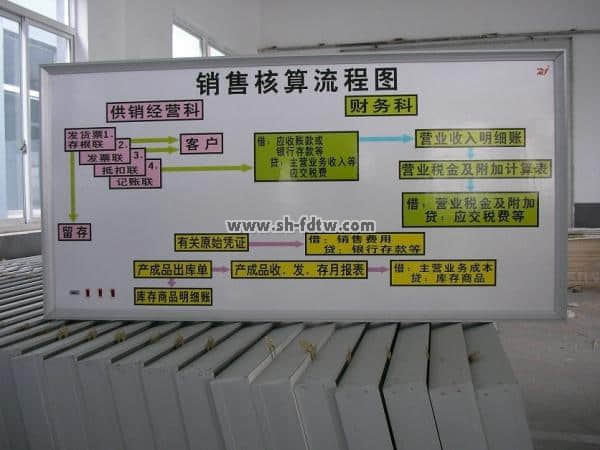 销售核算流程图
供销经营科
财务科
发货票1.
存根联
2.
发票联
3.
抵扣联
4.
记账联
客户
留存
借：应收账款或
银行存款等
贷：主营业务收入等
应交税费
营业收入明细账
营业税金及附加计算表
借：营业税金及附加
贷：应交税费等
www.sh-fdtw.com
有关原始凭证
借：销售费用
贷：银行存款等
产成品出库单
产成品收、发、存月报表
借：主营业务成本
贷：库存商品
库存商品明细账